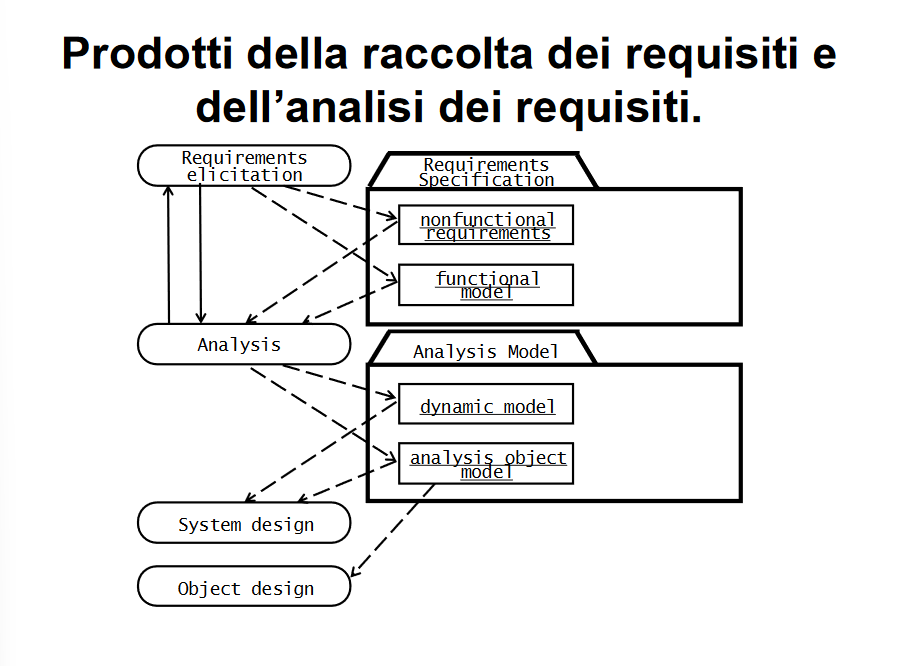 Prodotti della raccolta dei requisiti e
dell'analisi dei requisiti.
Requirements
elicitation
Requirements
Specification
nonfunctional
requirements
functional
model
Analysis
Analysis Model
dynamic model
analysis object
model
System design
Object design